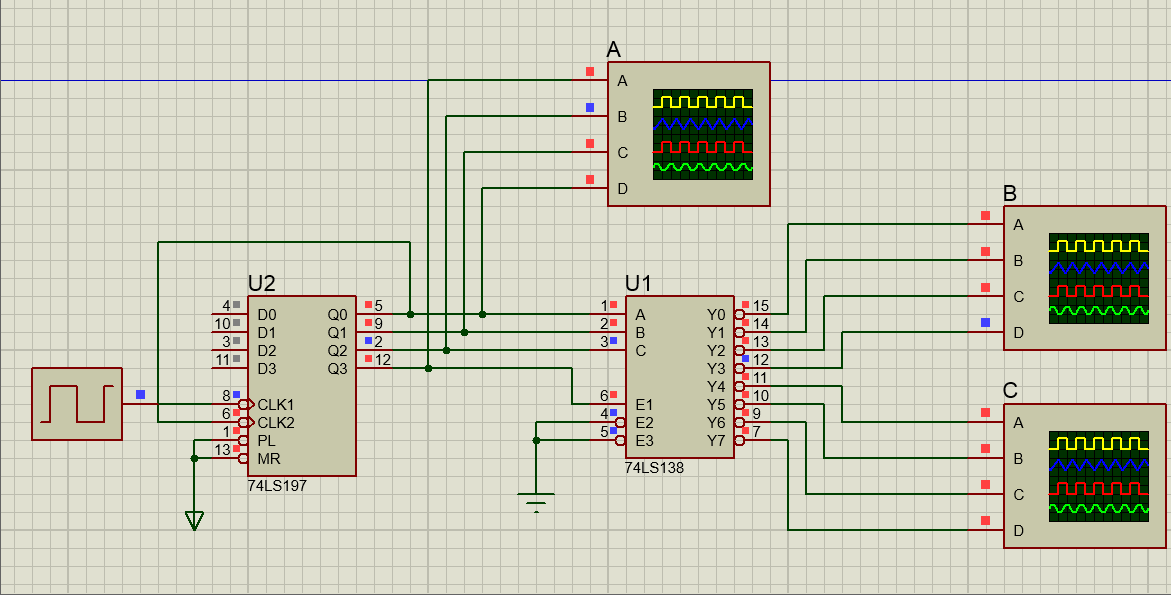 A
A
B
C
D
B
A
B
C
D
U2
4 D0 Q0 5
10 D1 Q1 9
3 D2 Q2 2
11 D3 Q3 12
8 CLK1
6 CLK2
1 PL
13 MR
74LS197
U1
1 A Y0 15
2 B Y1 14
3 C Y2 13
Y3 12
Y4 11
6 E1 Y5 10
4 E2 Y6 9
5 E3 Y7 7
74LS138
C
A
B
C
D